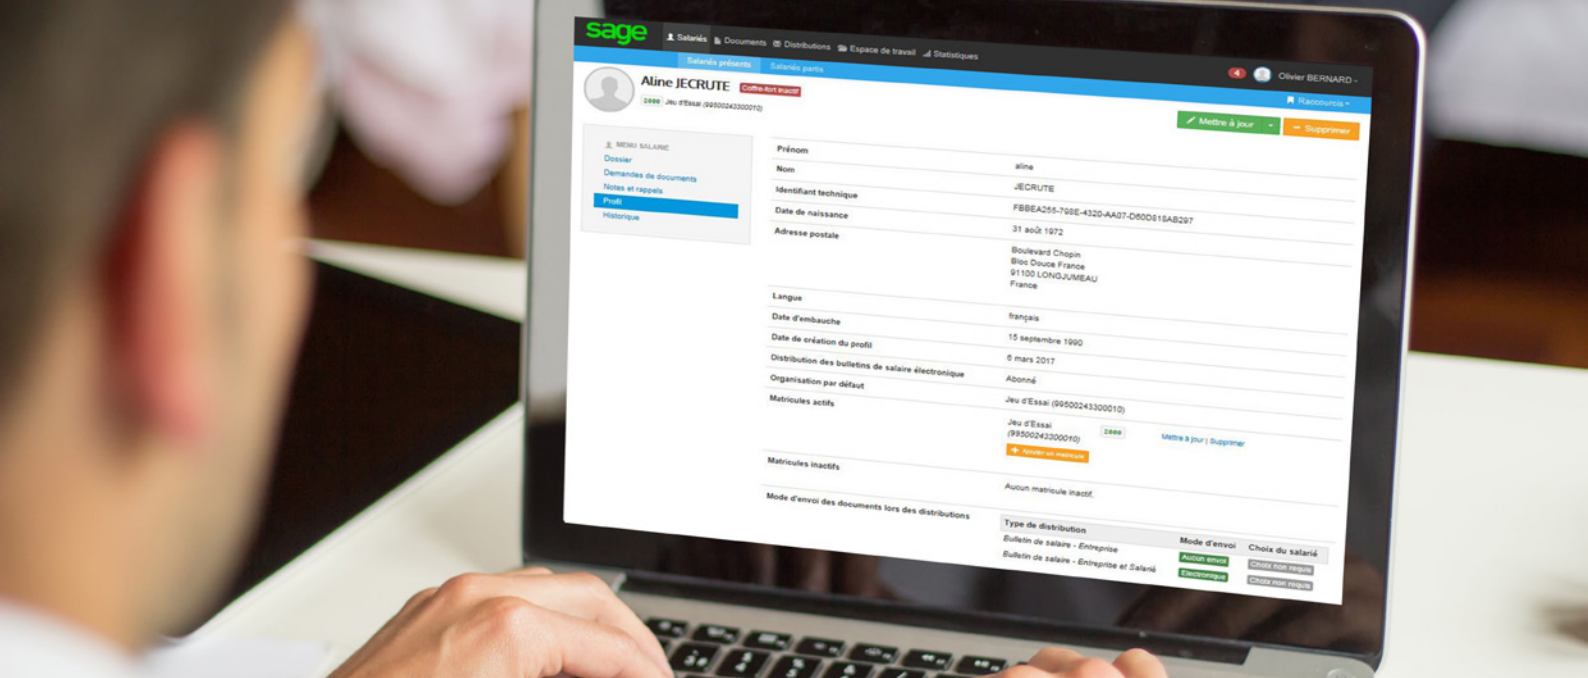 sage
Salariés Documents Distributions Espace de travail Statistiques
4 Olivier BERNARD
Salariés présents Salariés partis
Raccourcis
Aline JECRUTE Coffre-fort inactif
2000 Jeu d'Essai (99500243300010)
Mettre à jour Supprimer
MENU SALARIÉ
Dossier
Demandes de documents
Notes et rappels
Profil
Historique
Prénom aline
Nom JECRUTE
Identifiant technique FBBEA255-798E-4320-AA07-D60D818AB297
Date de naissance 31 août 1972
Adresse postale Boulevard Chopin
Bloc Douce France
91100 LONGJUMEAU
France
Langue français
Date d'embauche 15 septembre 1990
Date de création du profil 6 mars 2017
Distribution des bulletins de salaire électronique Abonné
Organisation par défaut Jeu d'Essai (99500243300010)
Matricules actifs Jeu d'Essai
(99500243300010) 2000 Mettre à jour | Supprimer
+ Ajouter un matricule
Matricules inactifs Aucun matricule inactif.
Mode d'envoi des documents lors des distributions
Type de distribution Mode d'envoi Choix du salarié
Bulletin de salaire - Entreprise Aucun envoi Choix non requis
Bulletin de salaire - Entreprise et Salarié Electronique Choix non requis